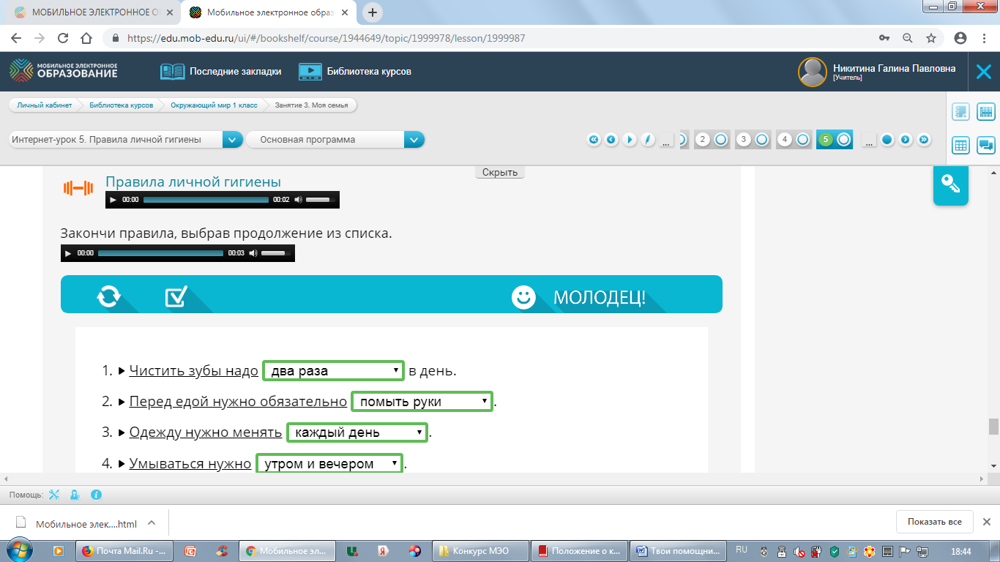 МОБИЛЬНОЕ ЭЛЕКТРОННОЕ О
Мобильное электронное образ
https://edu.mob-edu.ru/ui/#/bookshelf/course/1944649/topic/1999978/lesson/1999987
МОБИЛЬНОЕ ЭЛЕКТРОННОЕ
ОБРАЗОВАНИЕ
Последние закладки
Библиотека курсов
Никитина Галина Павловна
[Учитель]
Личный кабинет
Библиотека курсов
Окружающий мир 1 класс
Занятие 3. Моя семья
Интернет-урок 5. Правила личной гигиены
Основная программа
... 2 3 4 5 ...
Скрыть
Правила личной гигиены
00:00 00:02
Закончи правила, выбрав продолжение из списка.
00:00 00:03
МОЛОДЕЦ!
1. Чистить зубы надо два раза в день.
2. Перед едой нужно обязательно помыть руки.
3. Одежду нужно менять каждый день.
4. Умываться нужно утром и вечером.
Помощь:
Мобильное элек....html
Показать все
Почта Mail.Ru -...
Мобильное эл...
Конкурс МЭО
Положение о к...
Твои помощни...
RU
18:44